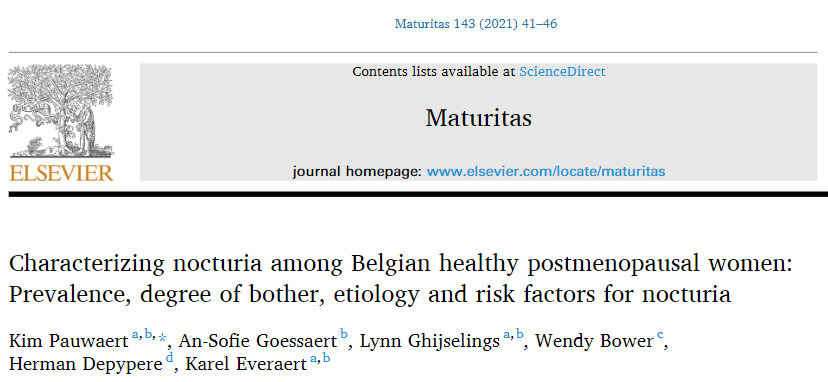 Maturitas 143 (2021) 41–46
Contents lists available at ScienceDirect
Maturitas
journal homepage: www.elsevier.com/locate/maturitas
ELSEVIER
Characterizing nocturia among Belgian healthy postmenopausal women:
Prevalence, degree of bother, etiology and risk factors for nocturia
Kim Pauwaert a,b,*, An-Sofie Goessaert b, Lynn Ghijselings a,b, Wendy Bower c,
Herman Depypere d, Karel Everaert a,b